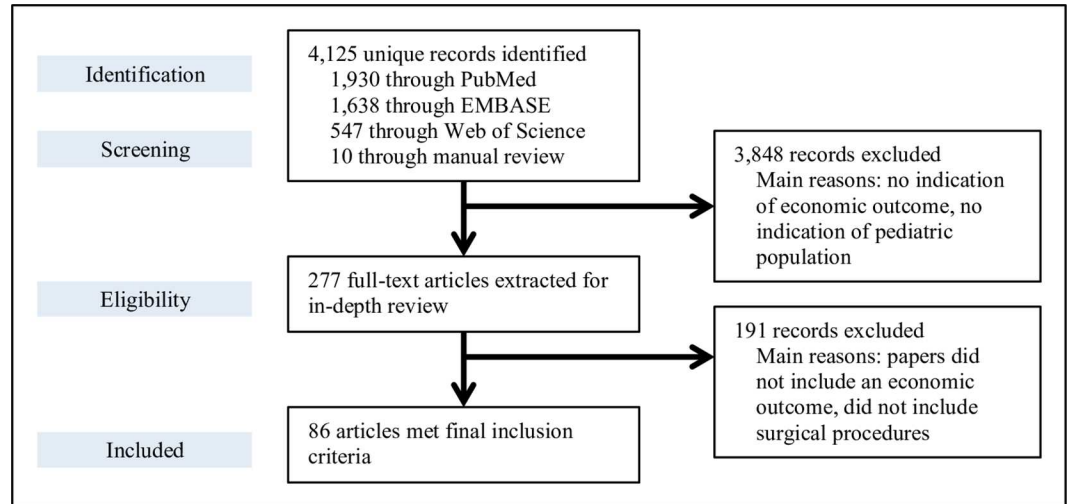 Identification
4,125 unique records identified
1,930 through PubMed
1,638 through EMBASE
547 through Web of Science
10 through manual review
Screening
3,848 records excluded
Main reasons: no indication
of economic outcome, no
indication of pediatric
population
Eligibility
277 full-text articles extracted for
in-depth review
191 records excluded
Main reasons: papers did
not include an economic
outcome, did not include
surgical procedures
Included
86 articles met final inclusion
criteria